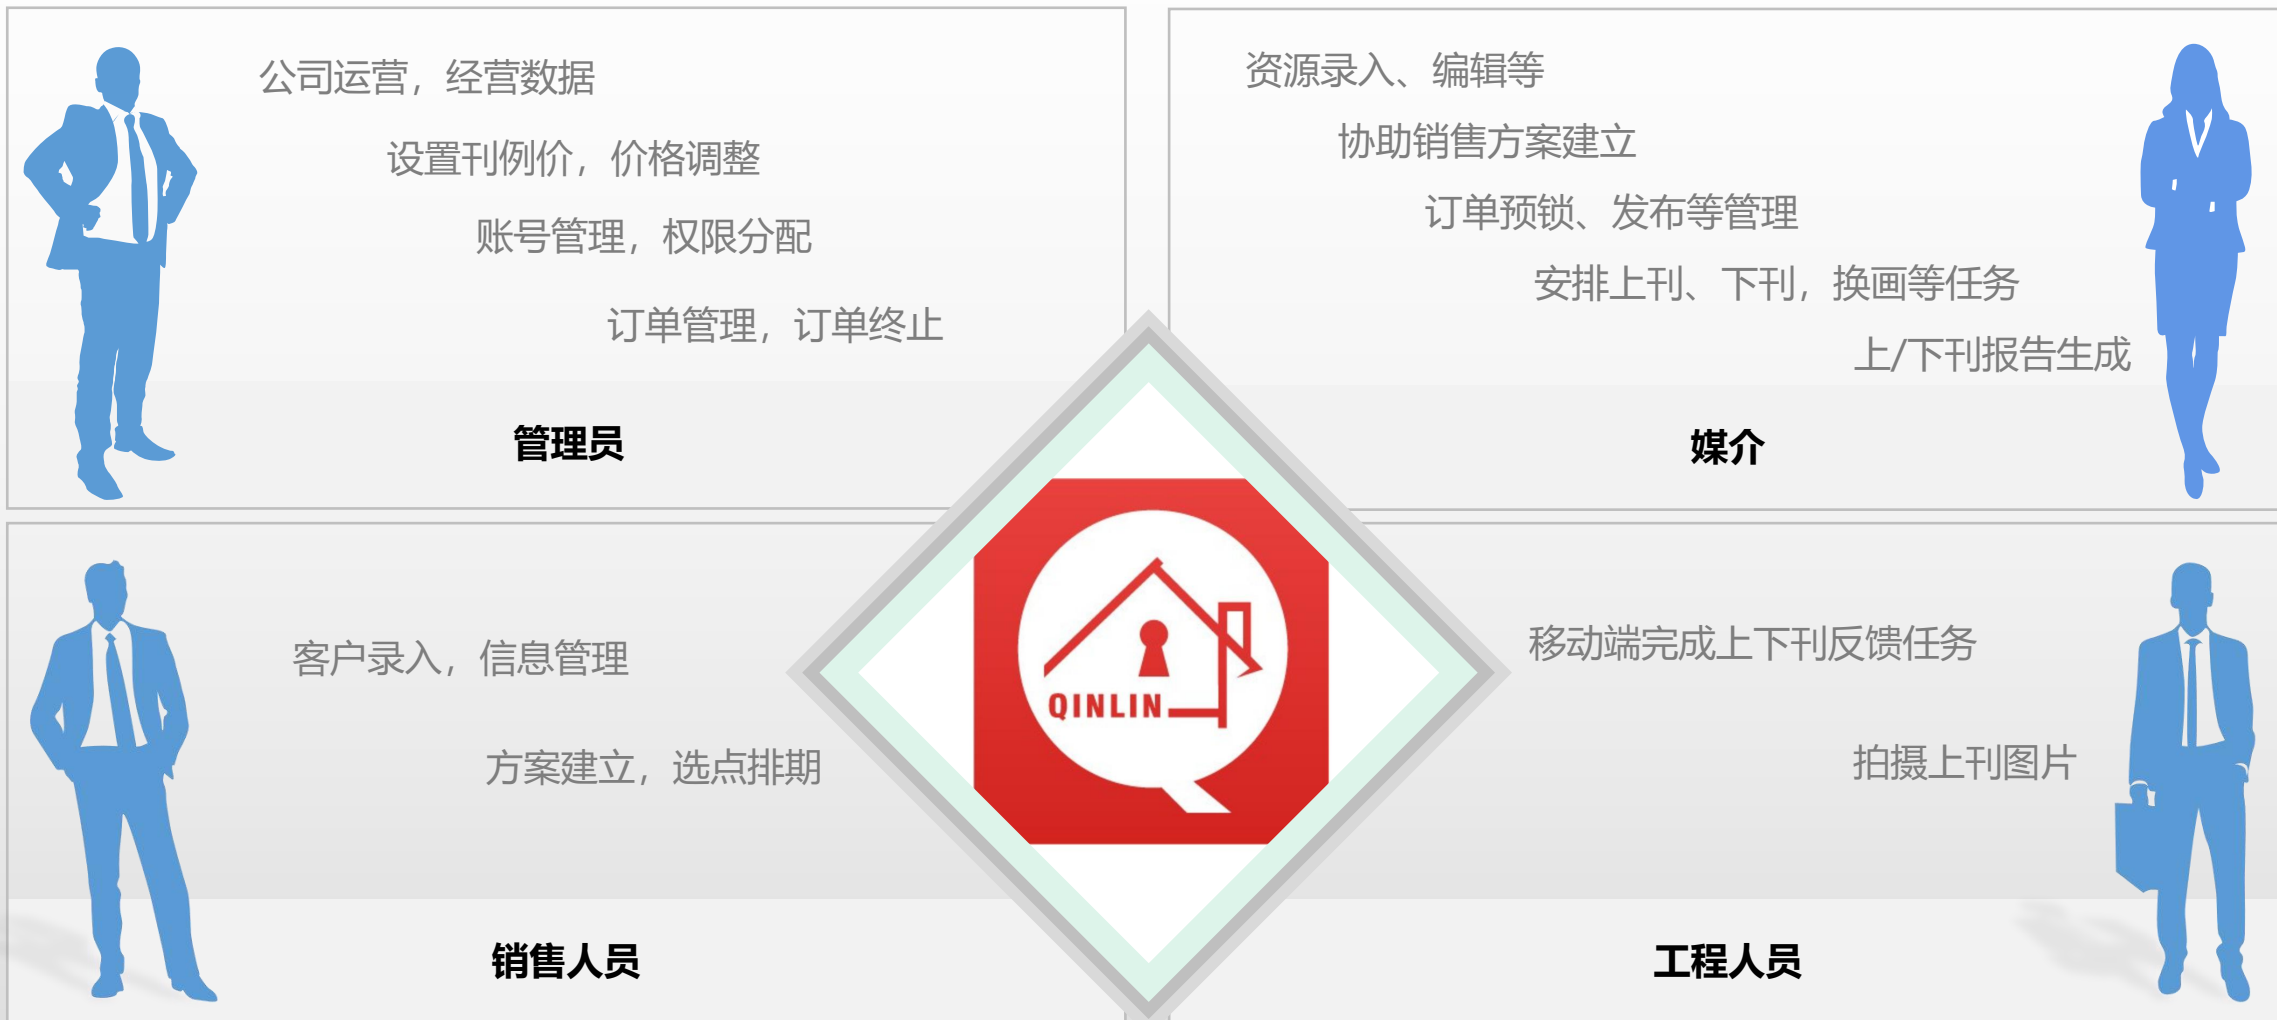 公司运营，经营数据
设置刊例价，价格调整
账号管理，权限分配
订单管理，订单终止
管理员
资源录入、编辑等
协助销售方案建立
订单预锁、发布等管理
安排上刊、下刊，换画等任务
上/下刊报告生成
媒介
客户录入，信息管理
方案建立，选点排期
销售人员
QINLIN
移动端完成上下刊反馈任务
拍摄上刊图片
工程人员